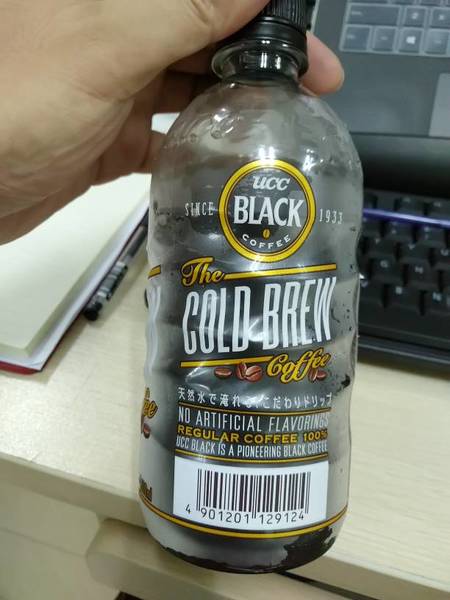 ucc
SINCE BLACK 1933
COFFEE
The
COLD BREW
Coffee
天然水で淹れる、こだわりドリップ
NO ARTIFICIAL FLAVORINGS
REGULAR COFFEE 100%
UCC BLACK IS A PIONEERING BLACK COFFEE
4 901201 129124